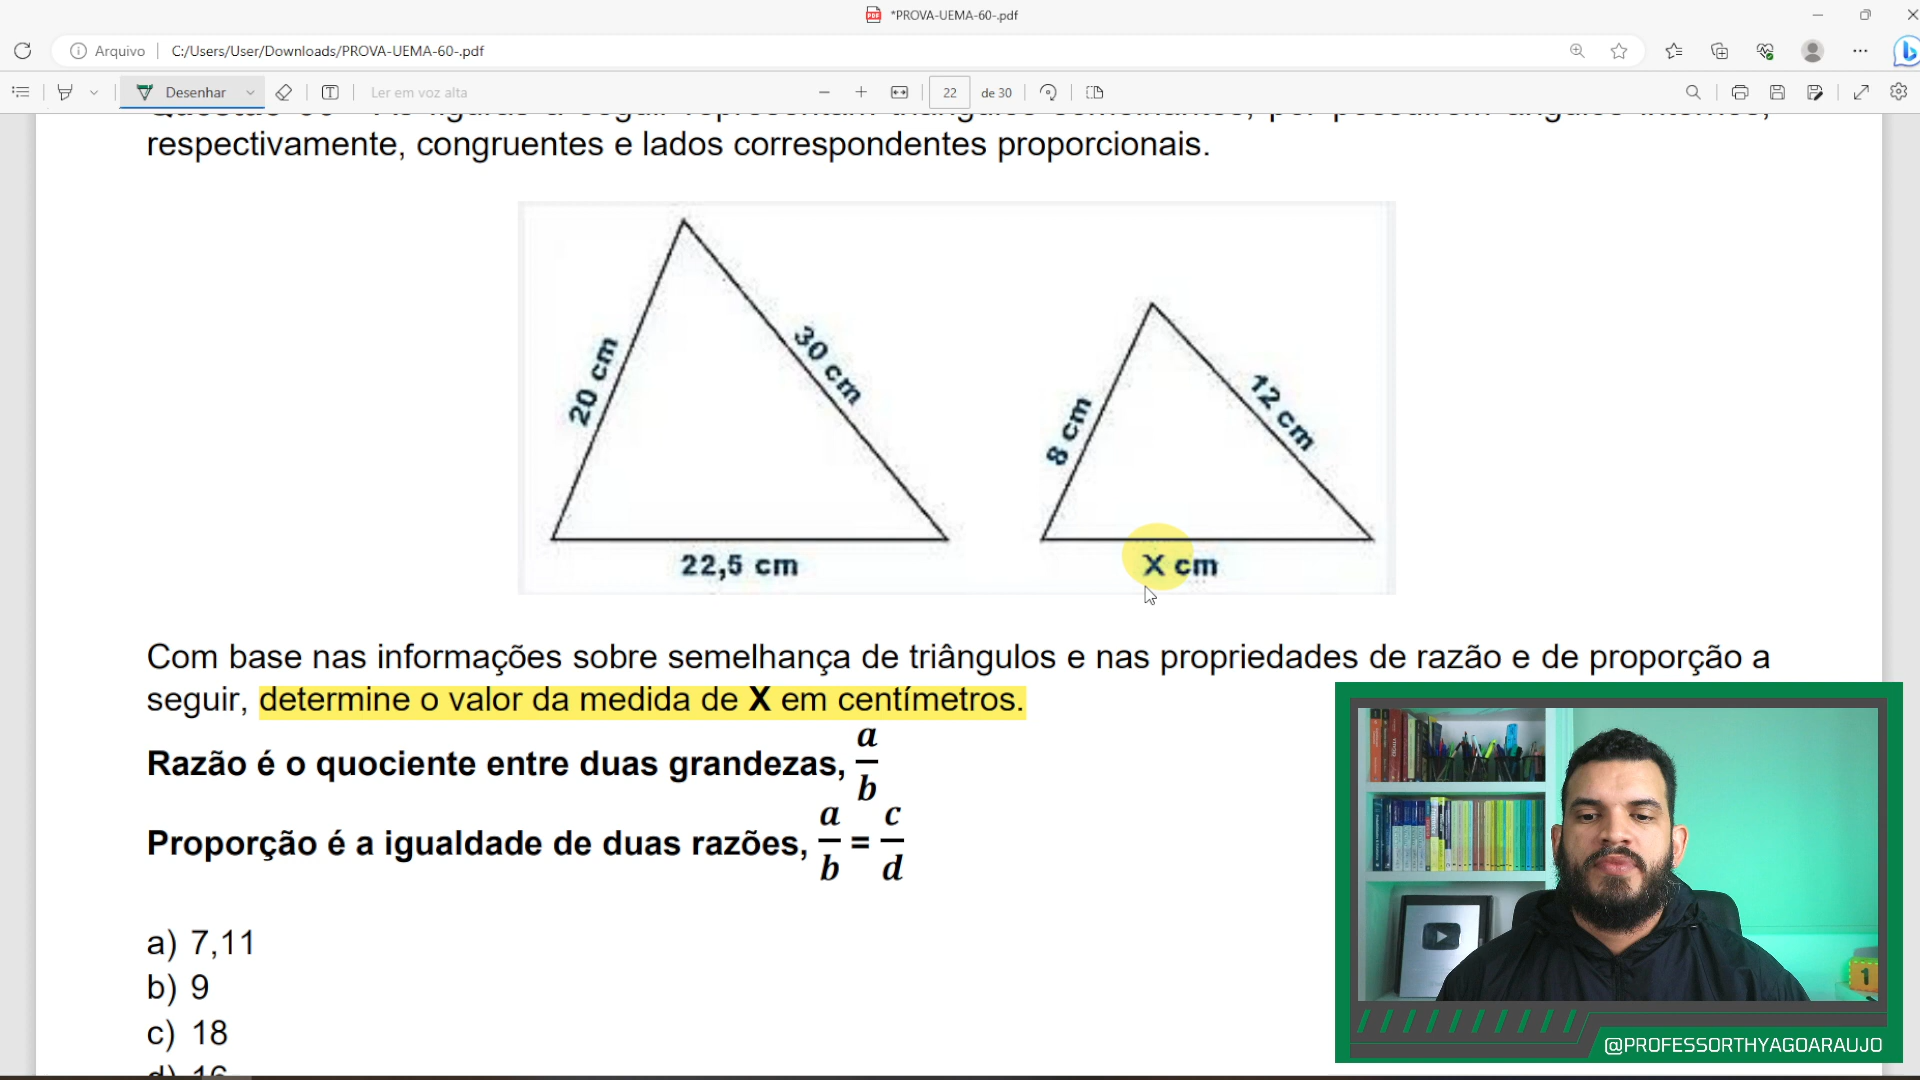 *PROVA-UEMA-60-.pdf
Arquivo
C:/Users/User/Downloads/PROVA-UEMA-60-.pdf
Desenhar
Ler em voz alta
22
de 30
respectivamente, congruentes e lados correspondentes proporcionais.
20 cm
30 cm
22,5 cm
8 cm
12 cm
X cm
Com base nas informações sobre semelhança de triângulos e nas propriedades de razão e de proporção a
seguir, determine o valor da medida de X em centímetros.
Razão é o quociente entre duas grandezas, a/b
Proporção é a igualdade de duas razões, a/b = c/d
a) 7,11
b) 9
c) 18
@PROFESSORTHYAGOARAUJO